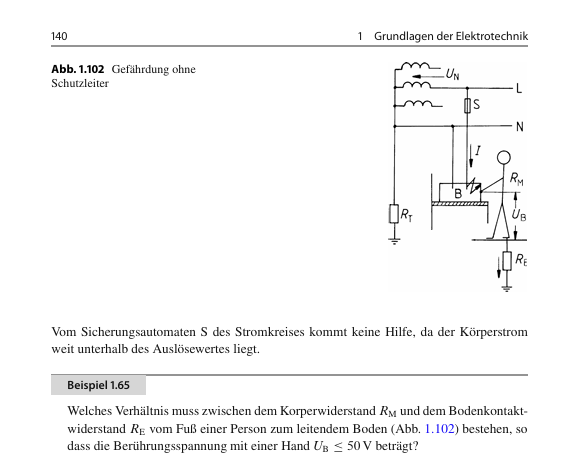 140
1 Grundlagen der Elektrotechnik
Abb. 1.102 Gefährdung ohne
Schutzleiter
U_N
L
S
N
I
R_M
B
U_B
R_T
R_E
Vom Sicherungsautomaten S des Stromkreises kommt keine Hilfe, da der Körperstrom
weit unterhalb des Auslösewertes liegt.
Beispiel 1.65
Welches Verhältnis muss zwischen dem Korperwiderstand R_M und dem Bodenkontakt-
widerstand R_E vom Fuß einer Person zum leitendem Boden (Abb. 1.102) bestehen, so
dass die Berührungsspannung mit einer Hand U_B ≤ 50 V beträgt?